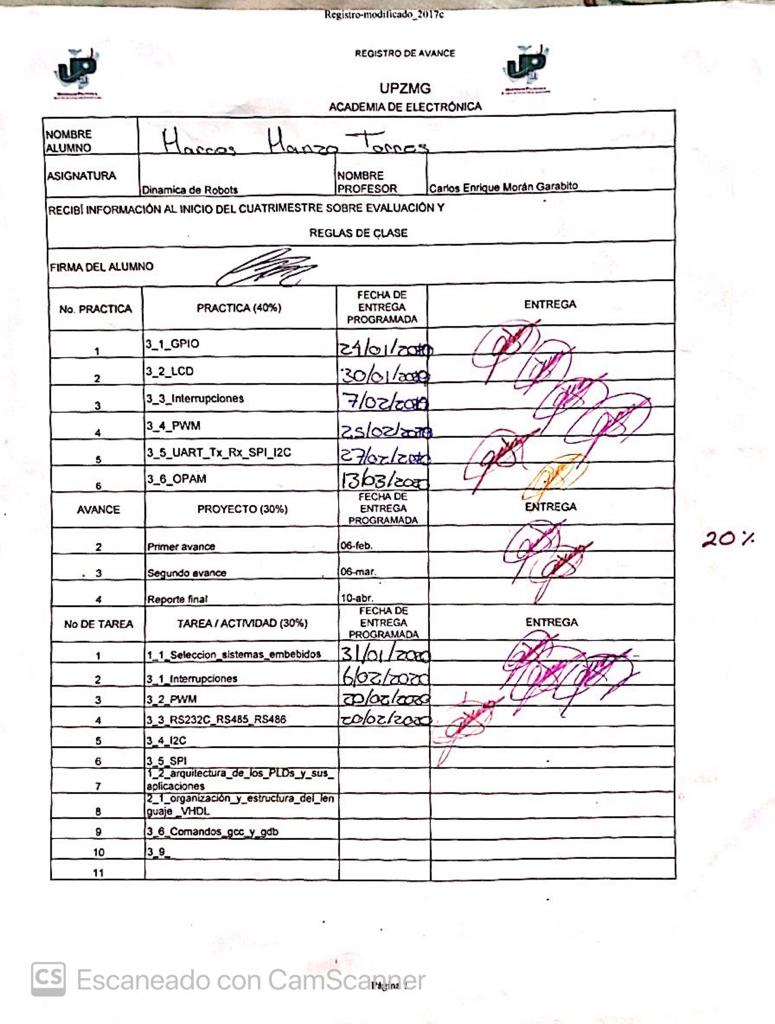 Registro-modificado_2017c
REGISTRO DE AVANCE
UP UP
UPZMG
ACADEMIA DE ELECTRÓNICA
NOMBRE ALUMNO Marcos Manzo Torres
ASIGNATURA Dinamica de Robots NOMBRE PROFESOR Carlos Enrique Morán Garabito
RECIBÍ INFORMACIÓN AL INICIO DEL CUATRIMESTRE SOBRE EVALUACIÓN Y
REGLAS DE CLASE
FIRMA DEL ALUMNO
No. PRACTICA PRACTICA (40%) FECHA DE ENTREGA PROGRAMADA ENTREGA
1 3_1_GPIO 24/01/2020
2 3_2_LCD 30/01/2020
3 3_3_Interrupciones 7/02/2020
4 3_4_PWM 25/02/2020
5 3_5_UART_Tx_Rx_SPI_I2C 27/02/2020
6 3_6_OPAM 13/03/2020
AVANCE PROYECTO (30%) FECHA DE ENTREGA PROGRAMADA ENTREGA
2 Primer avance 06-feb. 20%
3 Segundo avance 06-mar.
4 Reporte final 10-abr.
No DE TAREA TAREA / ACTIVIDAD (30%) FECHA DE ENTREGA PROGRAMADA ENTREGA
1 1_1_Seleccion_sistemas_embebidos 31/01/2020
2 3_1_Interrupciones 6/02/2020
3 3_2_PWM 20/02/2020
4 3_3_RS232C_RS485_RS486 20/02/2020
5 3_4_I2C
6 3_5_SPI
7 1_2_arquitectura_de_los_PLDs_y_sus_aplicaciones
8 2_1_organización_y_estructura_del_lenguaje_VHDL
9 3_6_Comandos_gcc_y_gdb
10 3_9_
11
CS Escaneado con CamScanner
Página